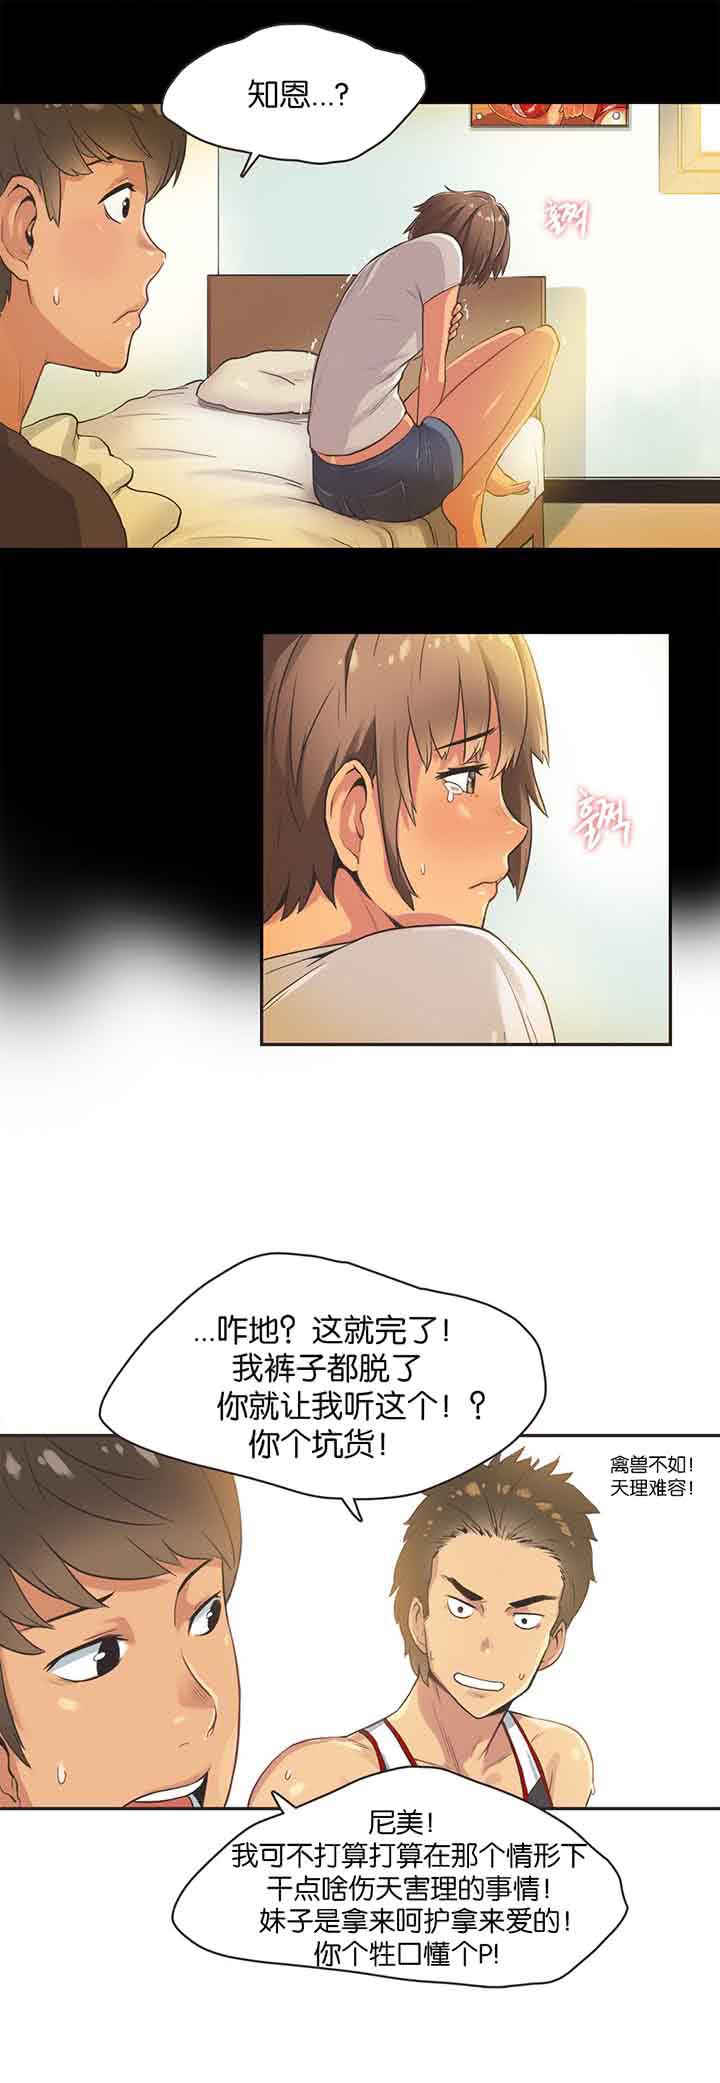 知恩...?
훌쩍
훌쩍
...咋地？这就完了！
我裤子都脱了
你就让我听这个！？
你个坑货！
禽兽不如！
天理难容！
尼美！
我可不打算打算在那个情形下
干点啥伤天害理的事情！
妹子是拿来呵护拿来爱的！
你个牲口懂个P!